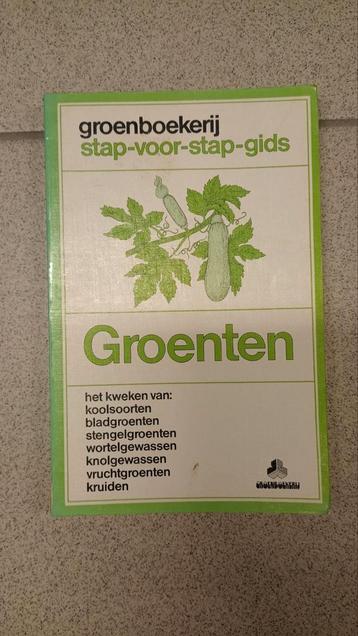 groenboekerij
stap-voor-stap-gids
Groenten
het kweken van:
koolsoorten
bladgroenten
stengelgroenten
wortelgewassen
knolgewassen
vruchtgroenten
kruiden